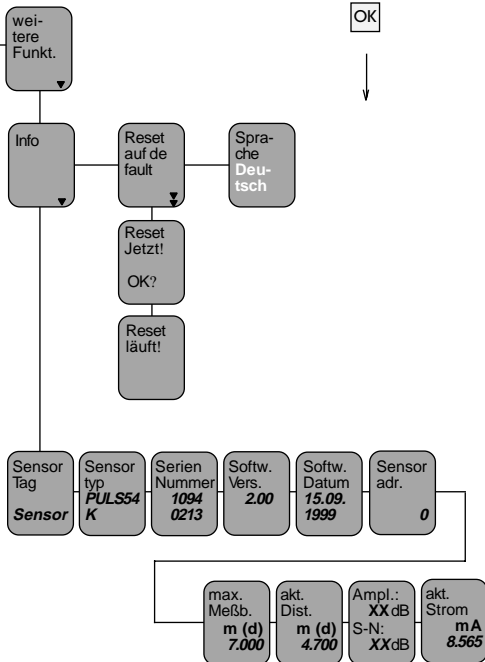 wei-
tere
Funkt.
OK
Info
Reset
auf de
fault
Spra-
che
Deu-
tsch
Reset
Jetzt!
OK?
Reset
läuft!
Sensor
Tag
Sensor
Sensor
typ
PULS54
K
Serien
Nummer
1094
0213
Softw.
Vers.
2.00
Softw.
Datum
15.09.
1999
Sensor
adr.
0
max.
Meßb.
m (d)
7.000
akt.
Dist.
m (d)
4.700
Ampl.:
XX dB
S-N:
XX dB
akt.
Strom
mA
8.565